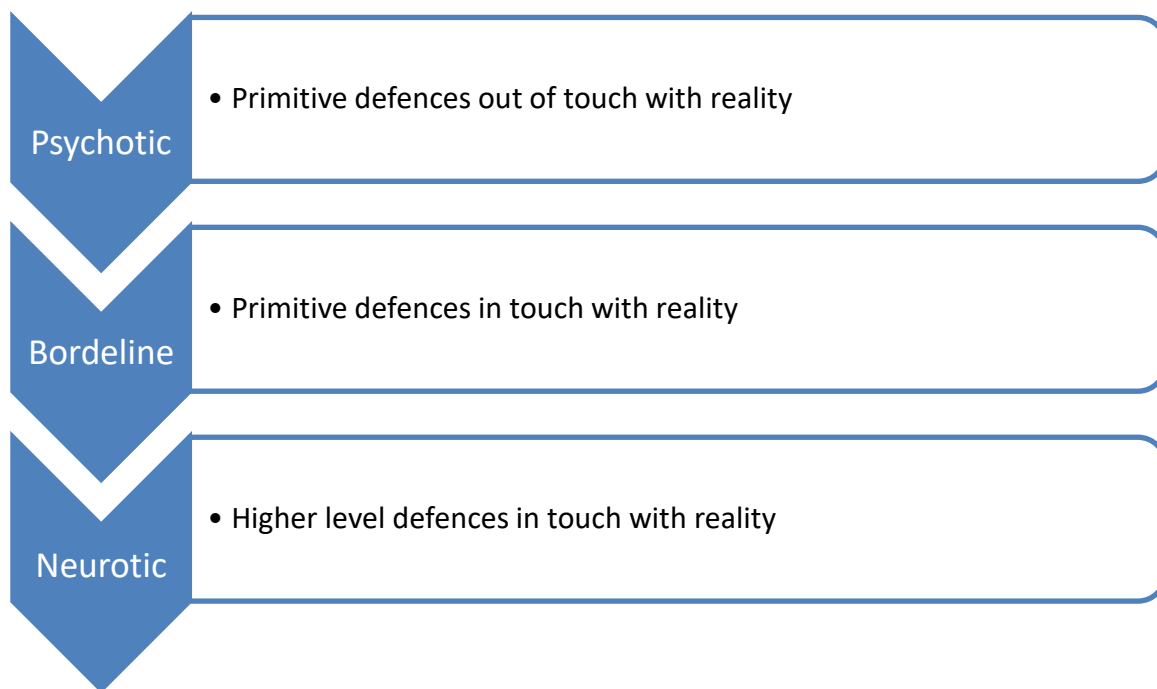 Psychotic
• Primitive defences out of touch with reality
Bordeline
• Primitive defences in touch with reality
Neurotic
• Higher level defences in touch with reality